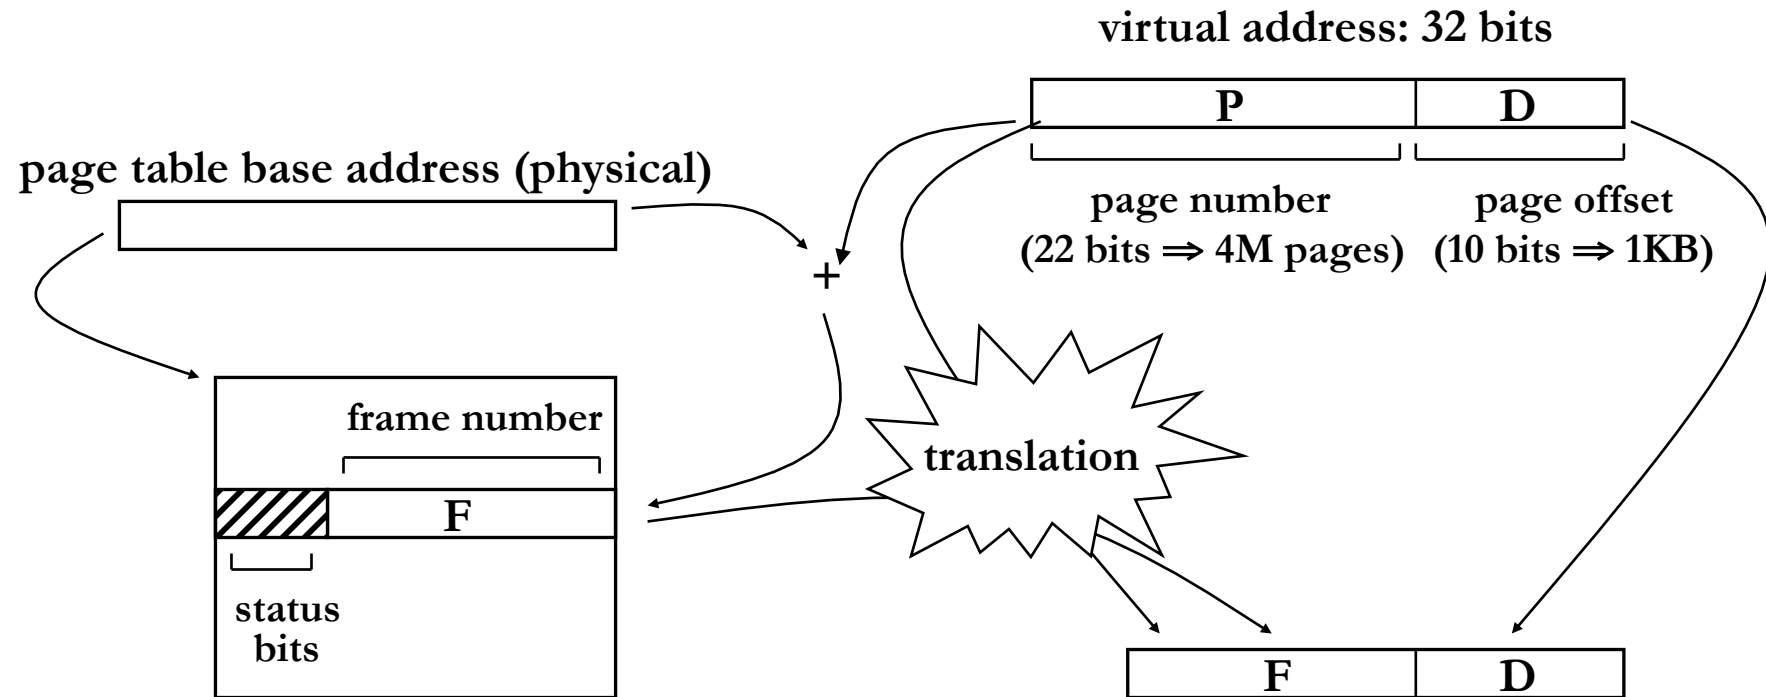 virtual address: 32 bits
P
D
page table base address (physical)
page number
(22 bits ⇒ 4M pages)
page offset
(10 bits ⇒ 1KB)
+
frame number
translation
F
status
bits
F
D